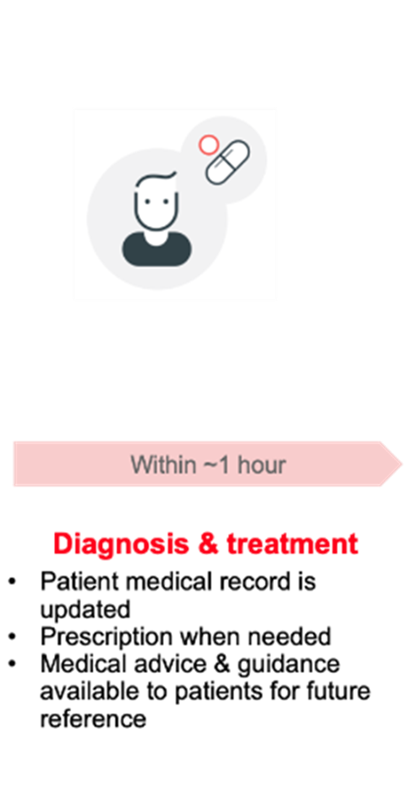 Within ~1 hour
Diagnosis & treatment
• Patient medical record is
updated
• Prescription when needed
• Medical advice & guidance
available to patients for future
reference